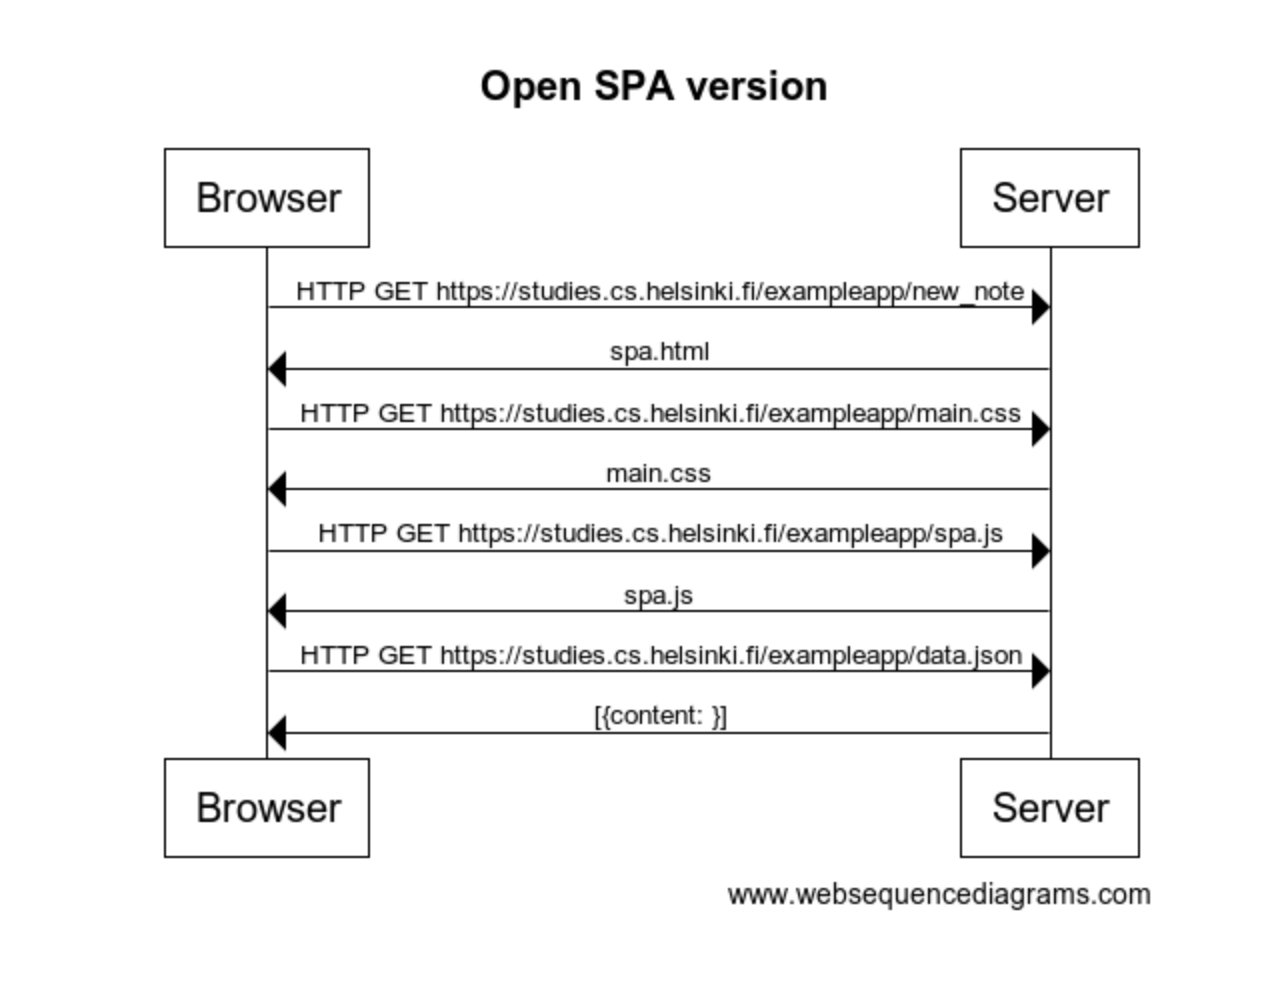 Open SPA version
Browser
Server
HTTP GET https://studies.cs.helsinki.fi/exampleapp/new_note
spa.html
HTTP GET https://studies.cs.helsinki.fi/exampleapp/main.css
main.css
HTTP GET https://studies.cs.helsinki.fi/exampleapp/spa.js
spa.js
HTTP GET https://studies.cs.helsinki.fi/exampleapp/data.json
[{content: }]
Browser
Server
www.websequencediagrams.com